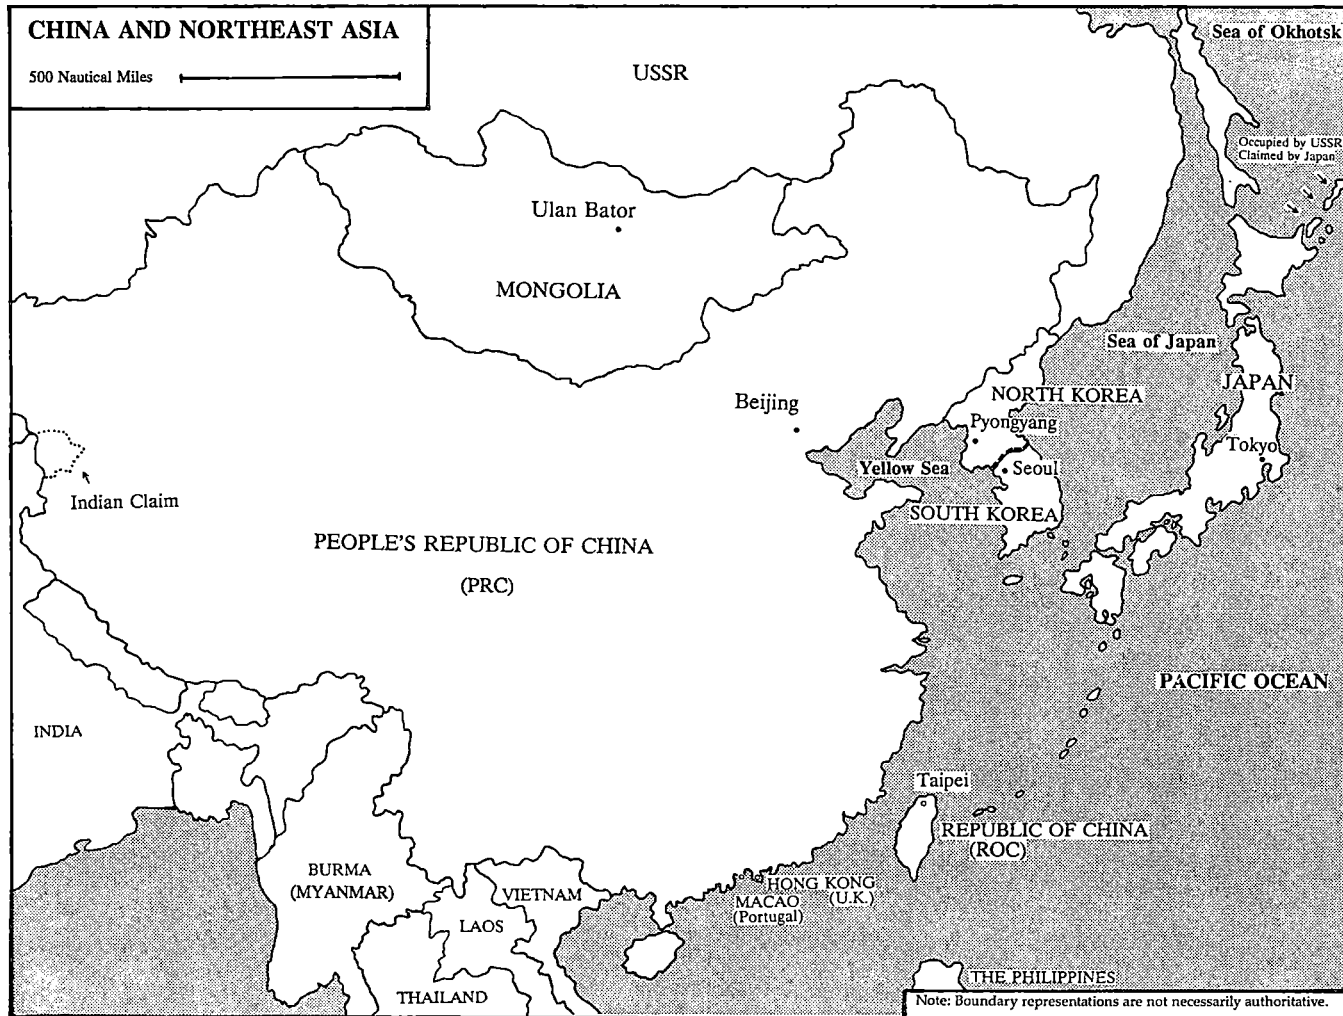 CHINA AND NORTHEAST ASIA
500 Nautical Miles
Sea of Okhotsk
USSR
Occupied by USSR
Claimed by Japan
Ulan Bator
MONGOLIA
Sea of Japan
JAPAN
NORTH KOREA
Beijing
Pyongyang
Tokyo
Yellow Sea
Seoul
Indian Claim
SOUTH KOREA
PEOPLE'S REPUBLIC OF CHINA
(PRC)
PACIFIC OCEAN
INDIA
Taipei
REPUBLIC OF CHINA
(ROC)
BURMA
(MYANMAR)
VIETNAM
HONG KONG
(U.K.)
MACAO
(Portugal)
LAOS
THE PHILIPPINES
THAILAND
Note: Boundary representations are not necessarily authoritative.